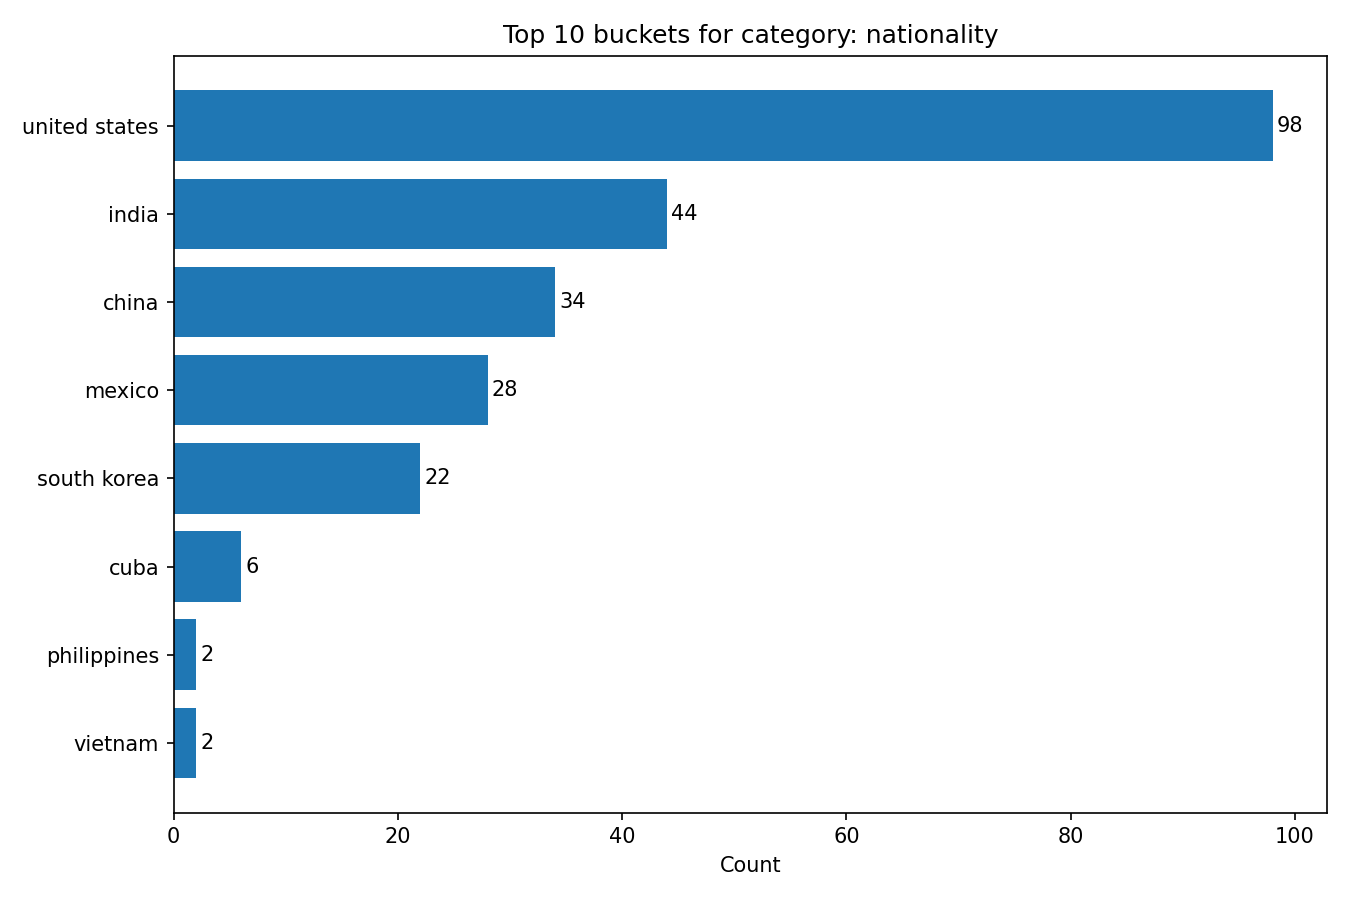 Top 10 buckets for category: nationality
united states 98
india 44
china 34
mexico 28
south korea 22
cuba 6
philippines 2
vietnam 2
0 20 40 60 80 100
Count